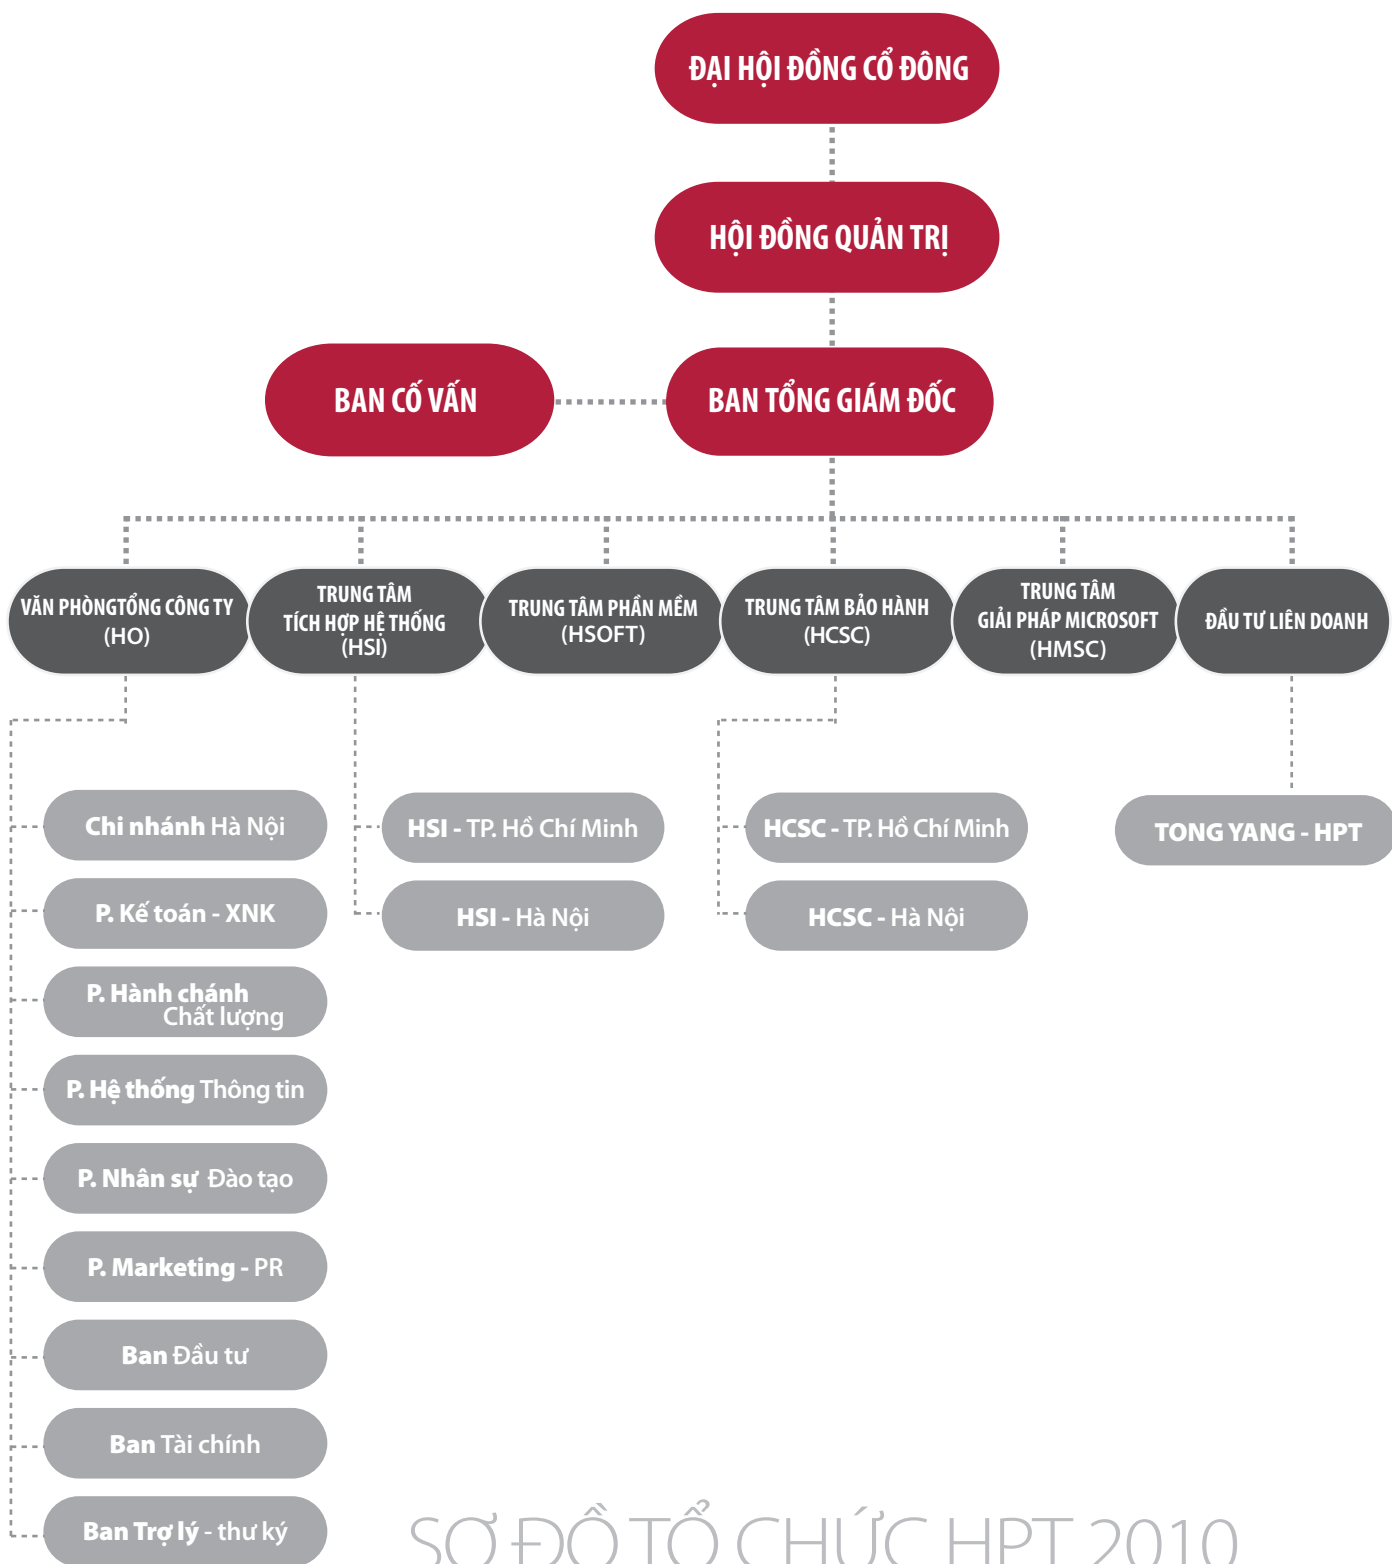 ĐẠI HỘI ĐỒNG CỔ ĐÔNG
HỘI ĐỒNG QUẢN TRỊ
BAN CỐ VẤN
BAN TỔNG GIÁM ĐỐC
VĂN PHÒNGTỔNG CÔNG TY
(HO)
TRUNG TÂM
TÍCH HỢP HỆ THỐNG
(HSI)
TRUNG TÂM PHẦN MỀM
(HSOFT)
TRUNG TÂM BẢO HÀNH
(HCSC)
TRUNG TÂM
GIẢI PHÁP MICROSOFT
(HMSC)
ĐẦU TƯ LIÊN DOANH
Chi nhánh Hà Nội
P. Kế toán - XNK
P. Hành chánh
Chất lượng
P. Hệ thống Thông tin
P. Nhân sự Đào tạo
P. Marketing - PR
Ban Đầu tư
Ban Tài chính
Ban Trợ lý - thư ký
HSI - TP. Hồ Chí Minh
HSI - Hà Nội
HCSC - TP. Hồ Chí Minh
HCSC - Hà Nội
TONG YANG - HPT
SƠ ĐỒ TỔ CHỨC HPT 2010